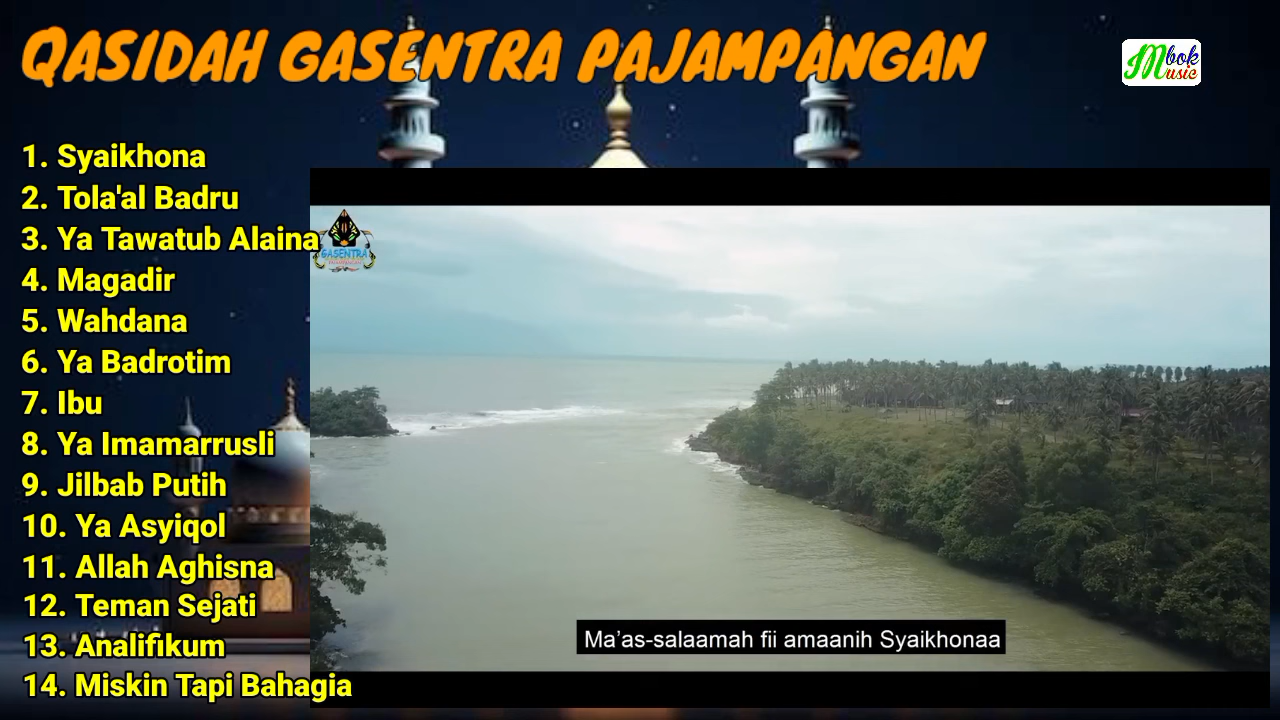 QASIDAH GASENTRA PAJAMPANGAN
Mbok
Music
1. Syaikhona
2. Tola'al Badru
3. Ya Tawatub Alaina
4. Magadir
5. Wahdana
6. Ya Badrotim
7. Ibu
8. Ya Imamarrusli
9. Jilbab Putih
10. Ya Asyiqol
11. Allah Aghisna
12. Teman Sejati
13. Analifikum
14. Miskin Tapi Bahagia
GASENTRA
Ma'as-salaamah fii amaanih Syaikhonaa